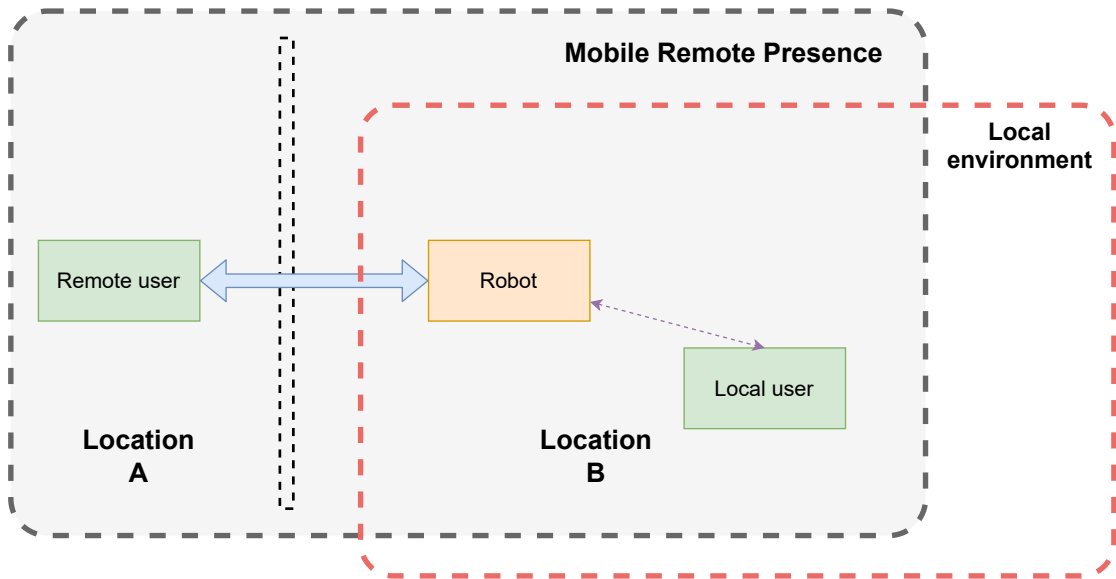 Mobile Remote Presence
Local
environment
Remote user
Robot
Local user
Location
A
Location
B